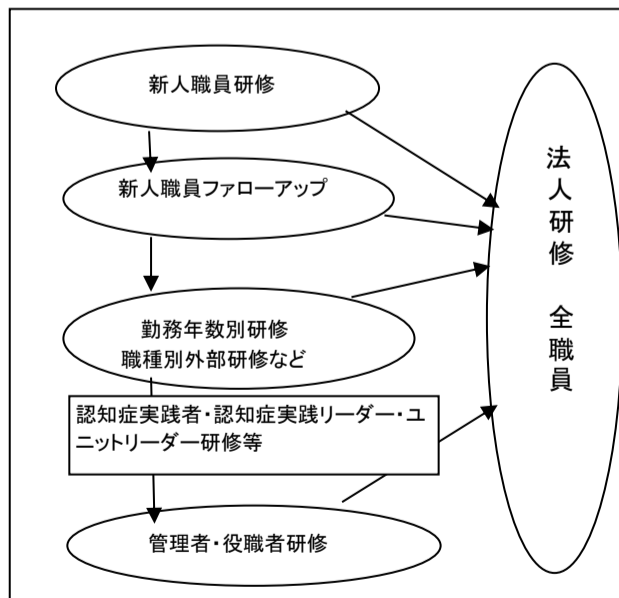 新人職員研修
新人職員ファローアップ
勤務年数別研修
職種別外部研修など
認知症実践者・認知症実践リーダー・ユ
ニットリーダー研修等
管理者・役職者研修
法人研修　全職員